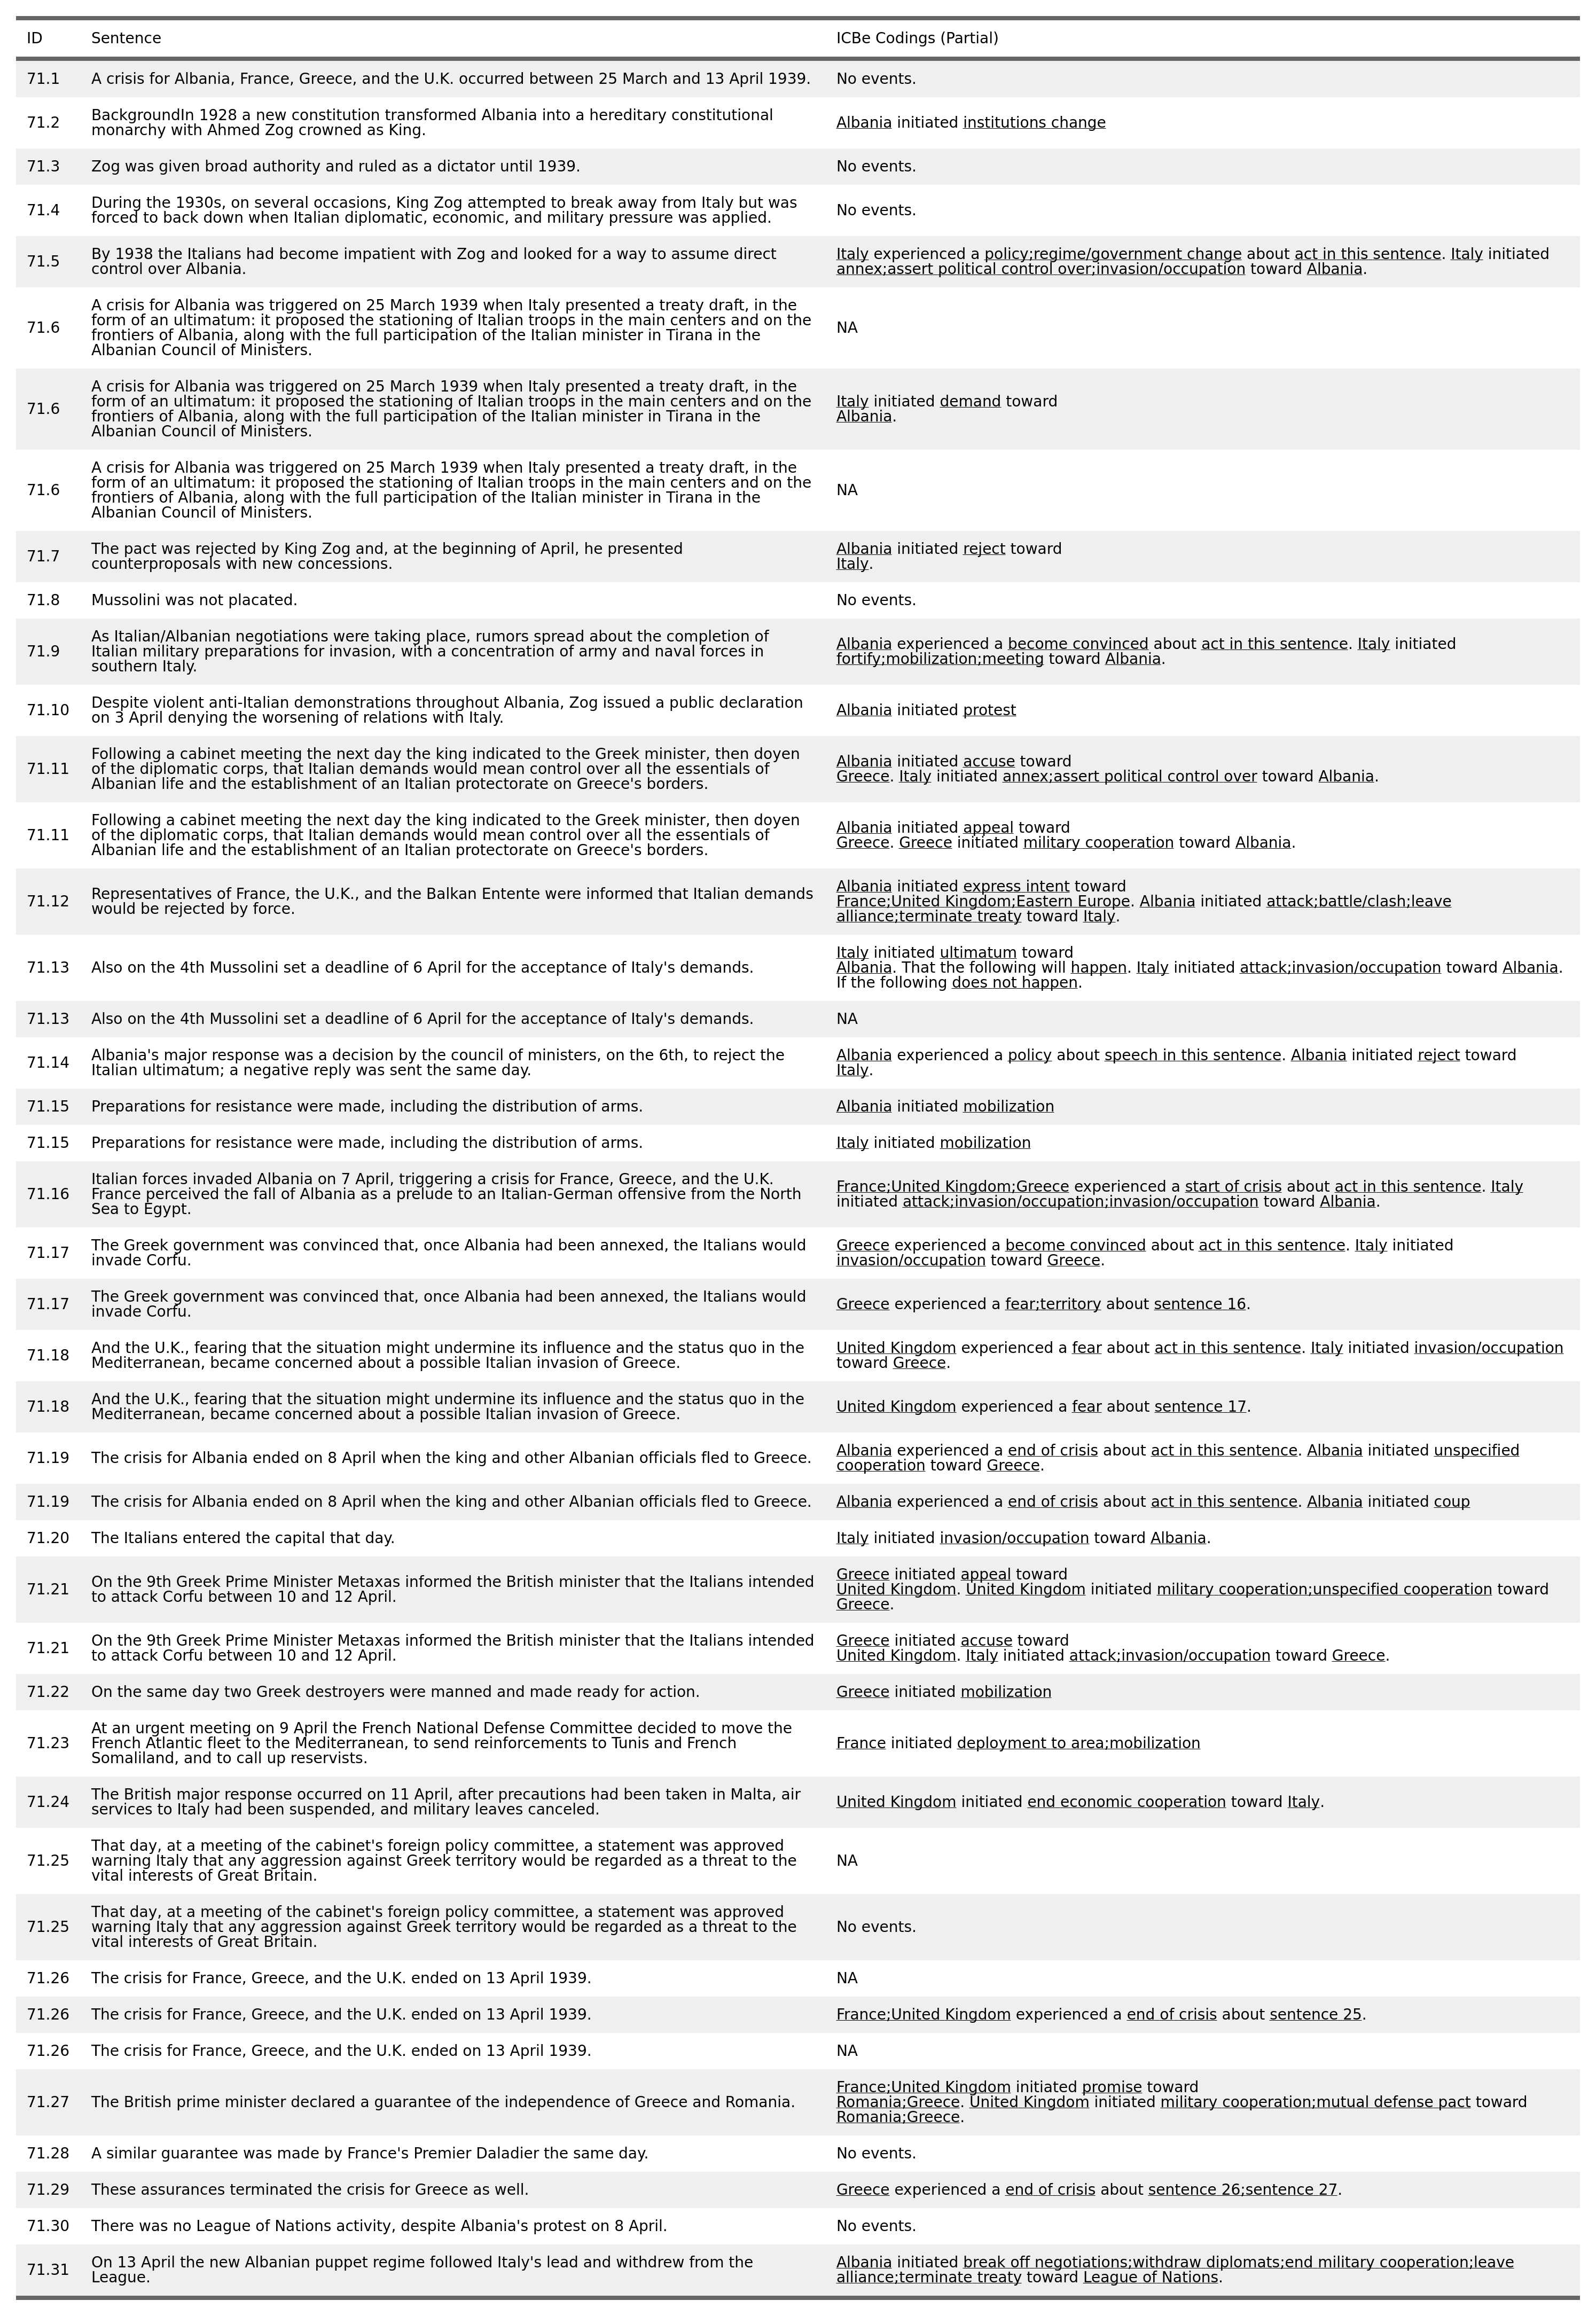 ID Sentence ICBe Codings (Partial)
71.1 A crisis for Albania, France, Greece, and the U.K. occurred between 25 March and 13 April 1939. No events.
71.2 BackgroundIn 1928 a new constitution transformed Albania into a hereditary constitutional
monarchy with Ahmed Zog crowned as King.
Albania initiated institutions change
71.3 Zog was given broad authority and ruled as a dictator until 1939. No events.
71.4 During the 1930s, on several occasions, King Zog attempted to break away from Italy but was
forced to back down when Italian diplomatic, economic, and military pressure was applied.
No events.
71.5 By 1938 the Italians had become impatient with Zog and looked for a way to assume direct
control over Albania.
Italy experienced a policy;regime/government change about act in this sentence. Italy initiated
annex;assert political control over;invasion/occupation toward Albania.
71.6 A crisis for Albania was triggered on 25 March 1939 when Italy presented a treaty draft, in the
form of an ultimatum: it proposed the stationing of Italian troops in the main centers and on the
frontiers of Albania, along with the full participation of the Italian minister in Tirana in the
Albanian Council of Ministers.
NA
71.6 A crisis for Albania was triggered on 25 March 1939 when Italy presented a treaty draft, in the
form of an ultimatum: it proposed the stationing of Italian troops in the main centers and on the
frontiers of Albania, along with the full participation of the Italian minister in Tirana in the
Albanian Council of Ministers.
Italy initiated demand toward
Albania.
71.6 A crisis for Albania was triggered on 25 March 1939 when Italy presented a treaty draft, in the
form of an ultimatum: it proposed the stationing of Italian troops in the main centers and on the
frontiers of Albania, along with the full participation of the Italian minister in Tirana in the
Albanian Council of Ministers.
NA
71.7 The pact was rejected by King Zog and, at the beginning of April, he presented
counterproposals with new concessions.
Albania initiated reject toward
Italy.
71.8 Mussolini was not placated. No events.
71.9 As Italian/Albanian negotiations were taking place, rumors spread about the completion of
Italian military preparations for invasion, with a concentration of army and naval forces in
southern Italy.
Albania experienced a become convinced about act in this sentence. Italy initiated
fortify;mobilization;meeting toward Albania.
71.10 Despite violent anti-Italian demonstrations throughout Albania, Zog issued a public declaration
on 3 April denying the worsening of relations with Italy.
Albania initiated protest
71.11 Following a cabinet meeting the next day the king indicated to the Greek minister, then doyen
of the diplomatic corps, that Italian demands would mean control over all the essentials of
Albanian life and the establishment of an Italian protectorate on Greece's borders.
Albania initiated accuse toward
Greece. Italy initiated annex;assert political control over toward Albania.
71.11 Following a cabinet meeting the next day the king indicated to the Greek minister, then doyen
of the diplomatic corps, that Italian demands would mean control over all the essentials of
Albanian life and the establishment of an Italian protectorate on Greece's borders.
Albania initiated appeal toward
Greece. Greece initiated military cooperation toward Albania.
71.12 Representatives of France, the U.K., and the Balkan Entente were informed that Italian demands
would be rejected by force.
Albania initiated express intent toward
France;United Kingdom;Eastern Europe. Albania initiated attack;battle/clash;leave
alliance;terminate treaty toward Italy.
71.13 Also on the 4th Mussolini set a deadline of 6 April for the acceptance of Italy's demands.
Italy initiated ultimatum toward
Albania. That the following will happen. Italy initiated attack;invasion/occupation toward Albania.
If the following does not happen.
71.13 Also on the 4th Mussolini set a deadline of 6 April for the acceptance of Italy's demands. NA
71.14 Albania's major response was a decision by the council of ministers, on the 6th, to reject the
Italian ultimatum; a negative reply was sent the same day.
Albania experienced a policy about speech in this sentence. Albania initiated reject toward
Italy.
71.15 Preparations for resistance were made, including the distribution of arms. Albania initiated mobilization
71.15 Preparations for resistance were made, including the distribution of arms. Italy initiated mobilization
71.16 Italian forces invaded Albania on 7 April, triggering a crisis for France, Greece, and the U.K.
France perceived the fall of Albania as a prelude to an Italian-German offensive from the North
Sea to Egypt.
France;United Kingdom;Greece experienced a start of crisis about act in this sentence. Italy
initiated attack;invasion/occupation;invasion/occupation toward Albania.
71.17 The Greek government was convinced that, once Albania had been annexed, the Italians would
invade Corfu.
Greece experienced a become convinced about act in this sentence. Italy initiated
invasion/occupation toward Greece.
71.17 The Greek government was convinced that, once Albania had been annexed, the Italians would
invade Corfu.
Greece experienced a fear;territory about sentence 16.
71.18 And the U.K., fearing that the situation might undermine its influence and the status quo in the
Mediterranean, became concerned about a possible Italian invasion of Greece.
United Kingdom experienced a fear about act in this sentence. Italy initiated invasion/occupation
toward Greece.
71.18 And the U.K., fearing that the situation might undermine its influence and the status quo in the
Mediterranean, became concerned about a possible Italian invasion of Greece.
United Kingdom experienced a fear about sentence 17.
71.19 The crisis for Albania ended on 8 April when the king and other Albanian officials fled to Greece.
Albania experienced a end of crisis about act in this sentence. Albania initiated unspecified
cooperation toward Greece.
71.19 The crisis for Albania ended on 8 April when the king and other Albanian officials fled to Greece. Albania experienced a end of crisis about act in this sentence. Albania initiated coup
71.20 The Italians entered the capital that day. Italy initiated invasion/occupation toward Albania.
71.21 On the 9th Greek Prime Minister Metaxas informed the British minister that the Italians intended
to attack Corfu between 10 and 12 April.
Greece initiated appeal toward
United Kingdom. United Kingdom initiated military cooperation;unspecified cooperation toward
Greece.
71.21 On the 9th Greek Prime Minister Metaxas informed the British minister that the Italians intended
to attack Corfu between 10 and 12 April.
Greece initiated accuse toward
United Kingdom. Italy initiated attack;invasion/occupation toward Greece.
71.22 On the same day two Greek destroyers were manned and made ready for action. Greece initiated mobilization
71.23 At an urgent meeting on 9 April the French National Defense Committee decided to move the
French Atlantic fleet to the Mediterranean, to send reinforcements to Tunis and French
Somaliland, and to call up reservists.
France initiated deployment to area;mobilization
71.24 The British major response occurred on 11 April, after precautions had been taken in Malta, air
services to Italy had been suspended, and military leaves canceled.
United Kingdom initiated end economic cooperation toward Italy.
71.25 That day, at a meeting of the cabinet's foreign policy committee, a statement was approved
warning Italy that any aggression against Greek territory would be regarded as a threat to the
vital interests of Great Britain.
NA
71.25 That day, at a meeting of the cabinet's foreign policy committee, a statement was approved
warning Italy that any aggression against Greek territory would be regarded as a threat to the
vital interests of Great Britain.
No events.
71.26 The crisis for France, Greece, and the U.K. ended on 13 April 1939. NA
71.26 The crisis for France, Greece, and the U.K. ended on 13 April 1939. France;United Kingdom experienced a end of crisis about sentence 25.
71.26 The crisis for France, Greece, and the U.K. ended on 13 April 1939. NA
71.27 The British prime minister declared a guarantee of the independence of Greece and Romania.
France;United Kingdom initiated promise toward
Romania;Greece. United Kingdom initiated military cooperation;mutual defense pact toward
Romania;Greece.
71.28 A similar guarantee was made by France's Premier Daladier the same day. No events.
71.29 These assurances terminated the crisis for Greece as well. Greece experienced a end of crisis about sentence 26;sentence 27.
71.30 There was no League of Nations activity, despite Albania's protest on 8 April. No events.
71.31 On 13 April the new Albanian puppet regime followed Italy's lead and withdrew from the
League.
Albania initiated break off negotiations;withdraw diplomats;end military cooperation;leave
alliance;terminate treaty toward League of Nations.